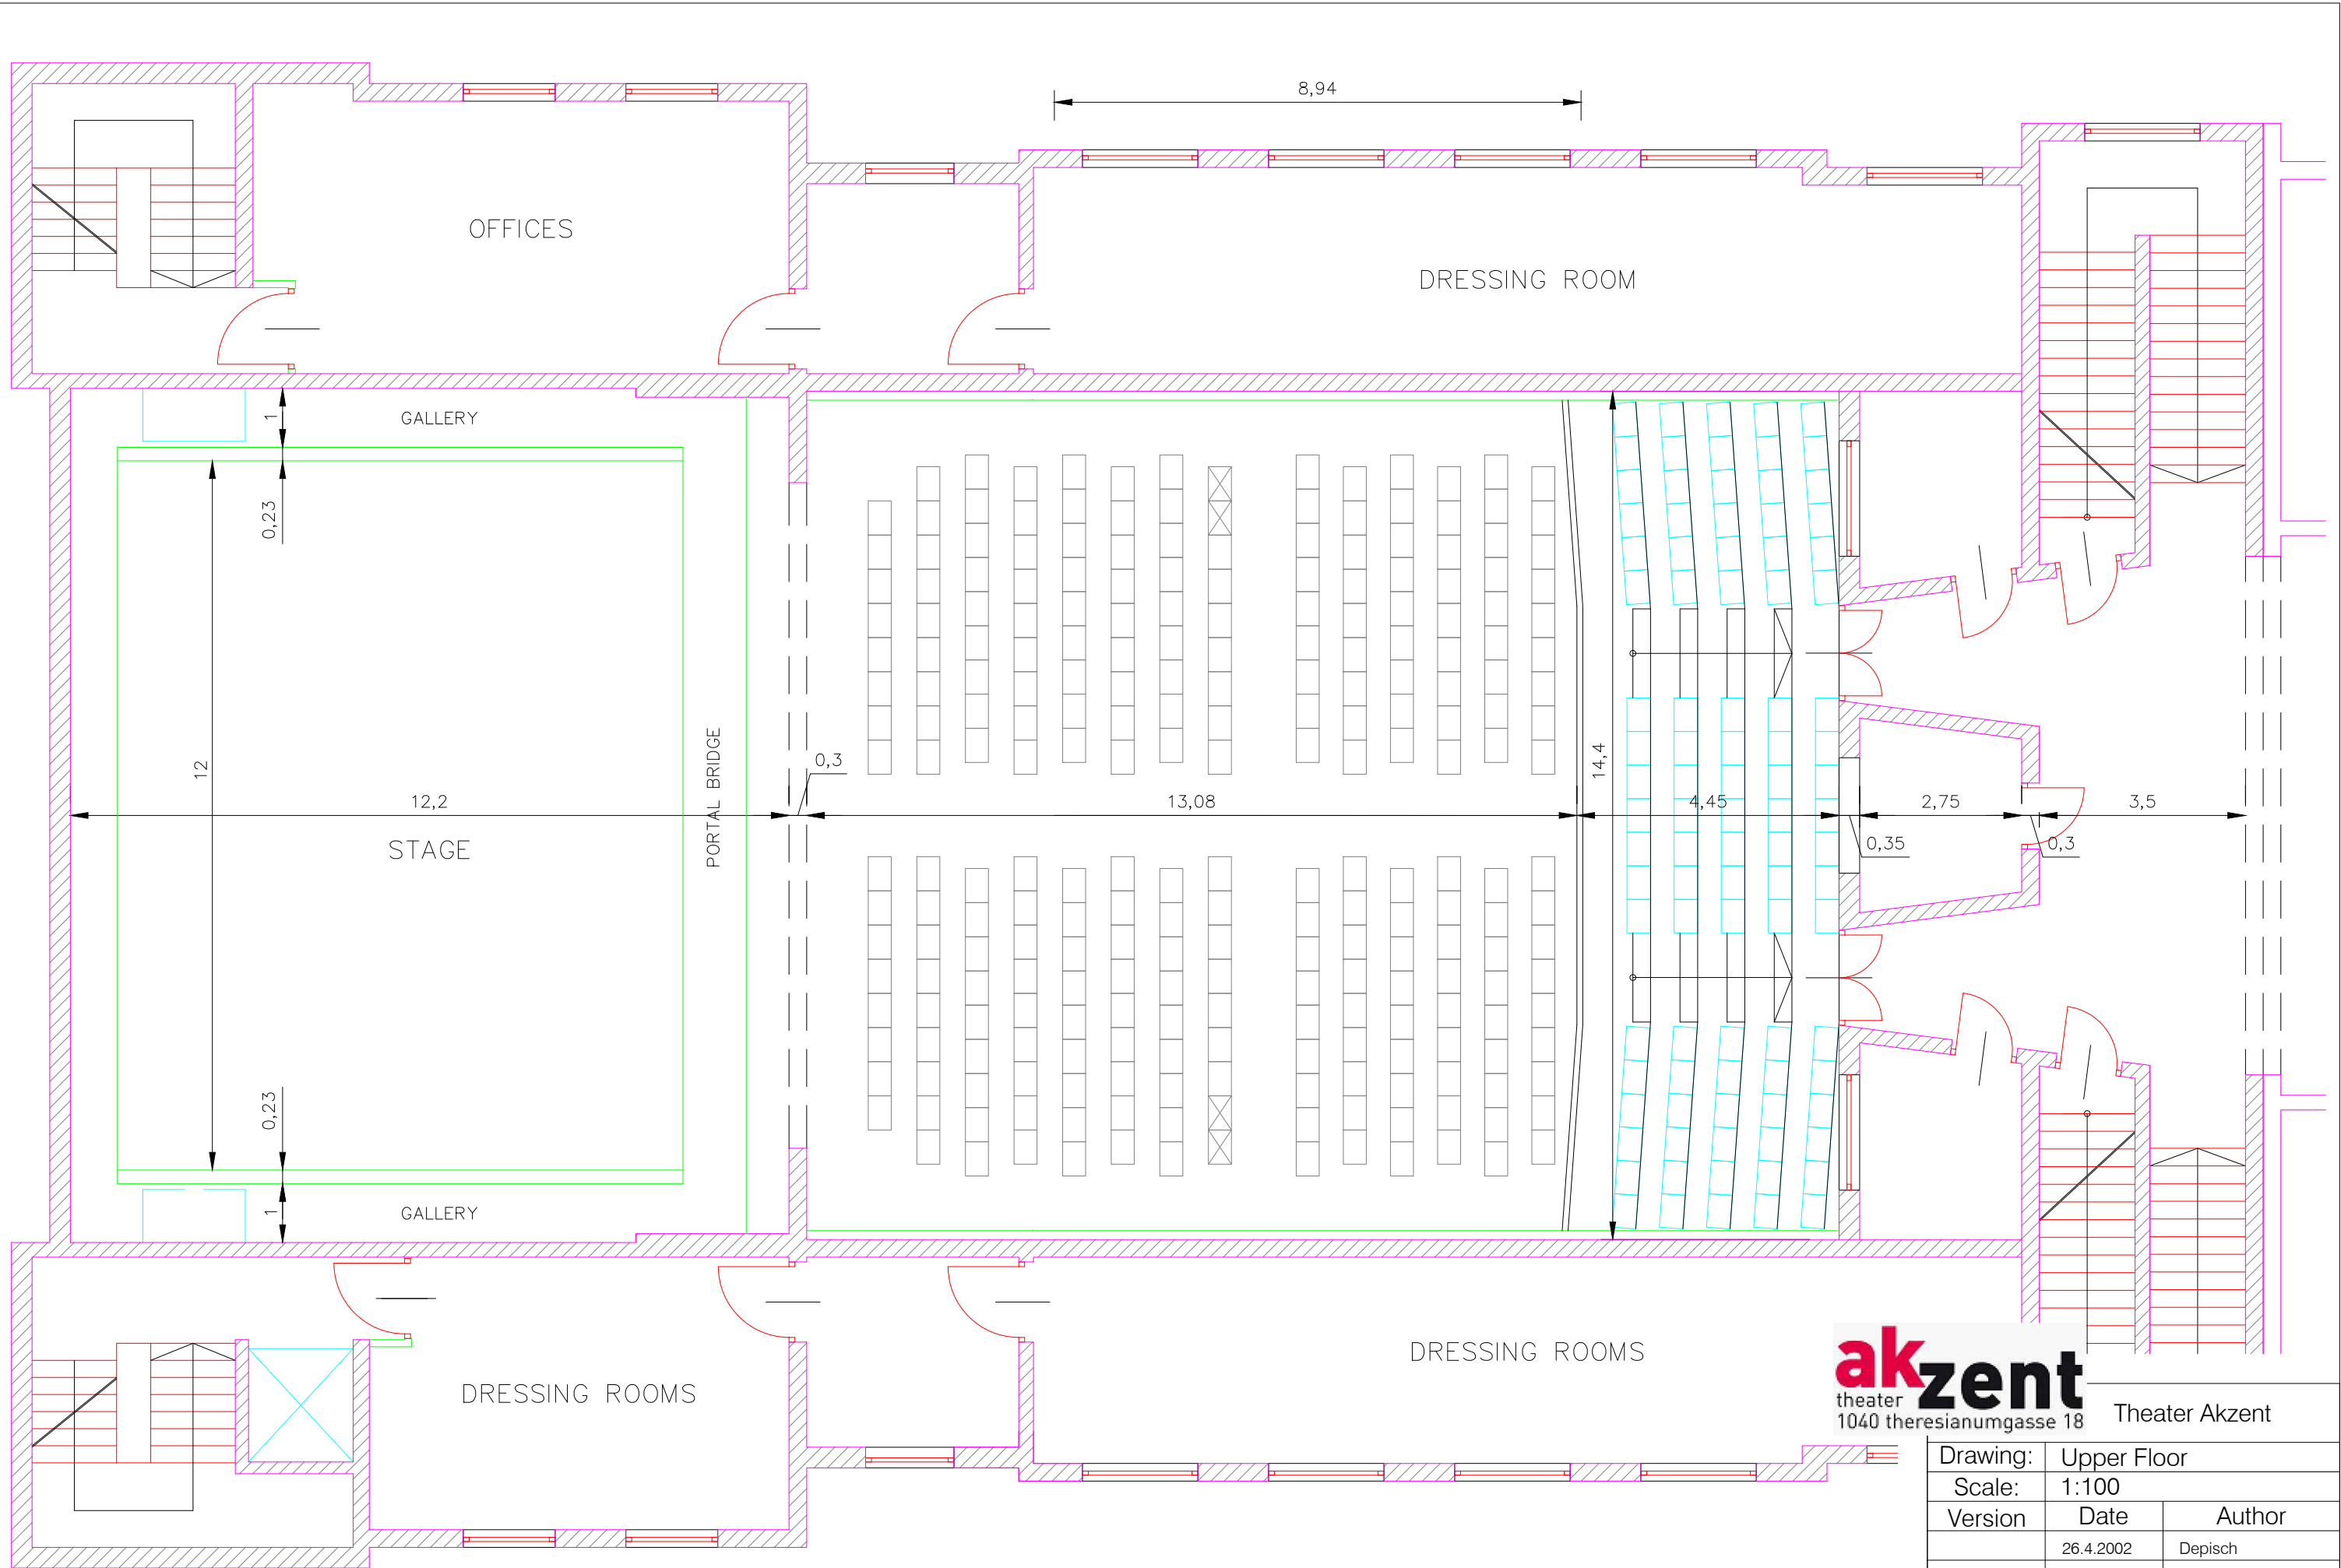 8,94
OFFICES
DRESSING ROOM
1
GALLERY
0,23
12
PORTAL BRIDGE
0,3
14,4
12,2
13,08
4,45
2,75
3,5
STAGE
0,35
0,3
0,23
1
GALLERY
DRESSING ROOMS
DRESSING ROOMS
akzent
theater
1040 theresianumgasse 18
Theater Akzent
Drawing: Upper Floor
Scale: 1:100
Version Date Author
26.4.2002 Depisch